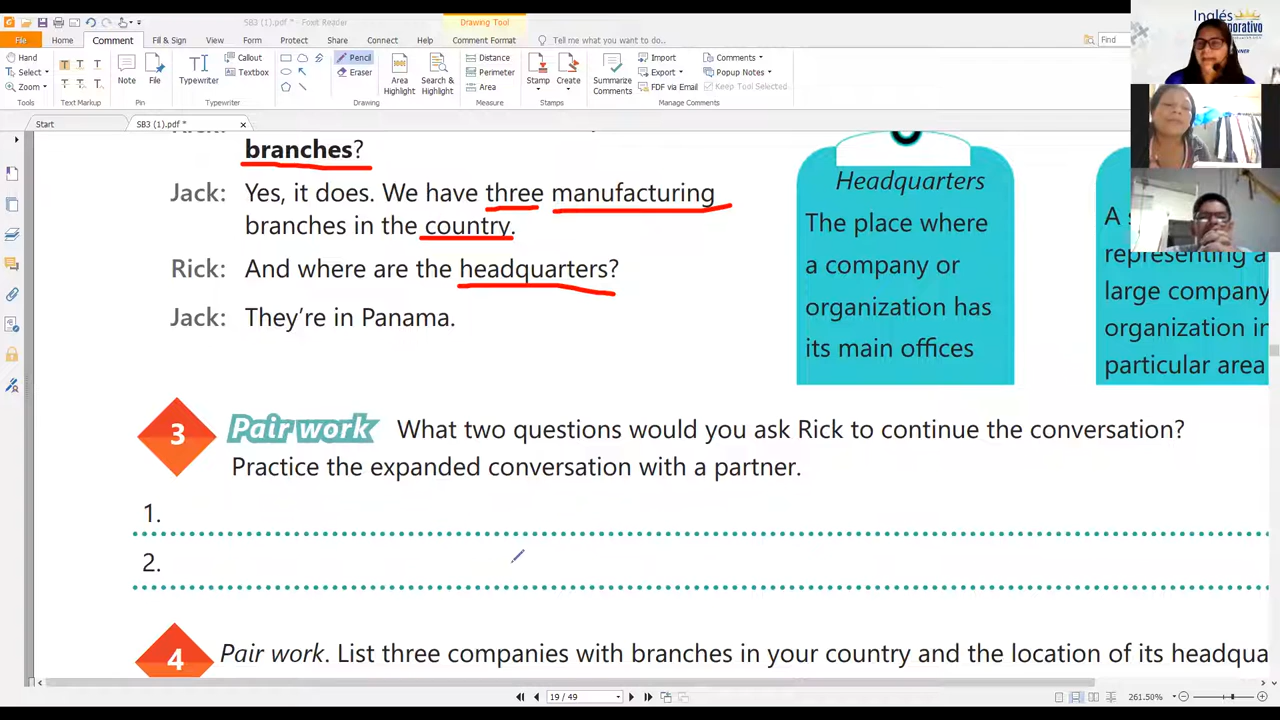 SB3 (1).pdf * - Foxit Reader
Drawing Tool
File Home Comment Fill & Sign View Form Protect Share Connect Help Comment Format Tell me what you want to do.. Find
Hand
Select
Zoom
Tools
Text Markup
Note
File
Pin
Typewriter
Callout
Textbox
Typewriter
Pencil
Eraser
Drawing
Area Highlight
Search & Highlight
Distance
Perimeter
Area
Measure
Stamp
Create
Stamps
Summarize Comments
Import
Export
FDF via Email
Comments
Popup Notes
Keep Tool Selected
Manage Comments
Inglés
Start SB3 (1).pdf *
branches?
Jack: Yes, it does. We have three manufacturing
branches in the country.
Rick: And where are the headquarters?
Jack: They're in Panama.
Headquarters
The place where
a company or
organization has
its main offices
representing a
large company
organization in
particular area
3 Pair work What two questions would you ask Rick to continue the conversation?
Practice the expanded conversation with a partner.
1.
2.
4 Pair work. List three companies with branches in your country and the location of its headqua
19 / 49
261.50%